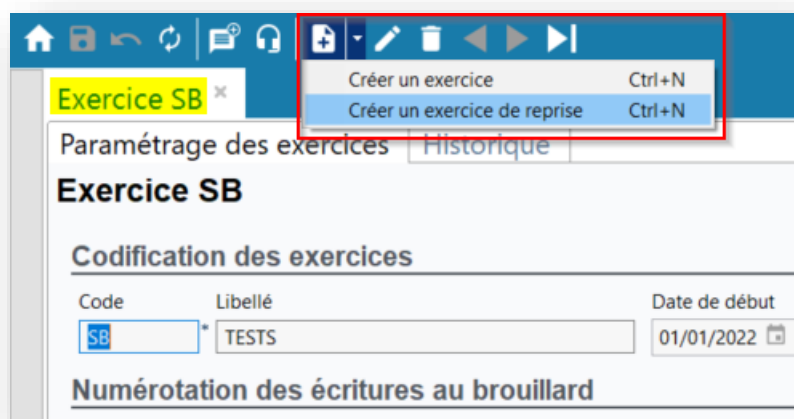 Créer un exercice Ctrl+N
Créer un exercice de reprise Ctrl+N
Exercice SB ×
Paramétrage des exercices Historique
Exercice SB
Codification des exercices
Code Libellé Date de début
SB * TESTS 01/01/2022
Numérotation des écritures au brouillard